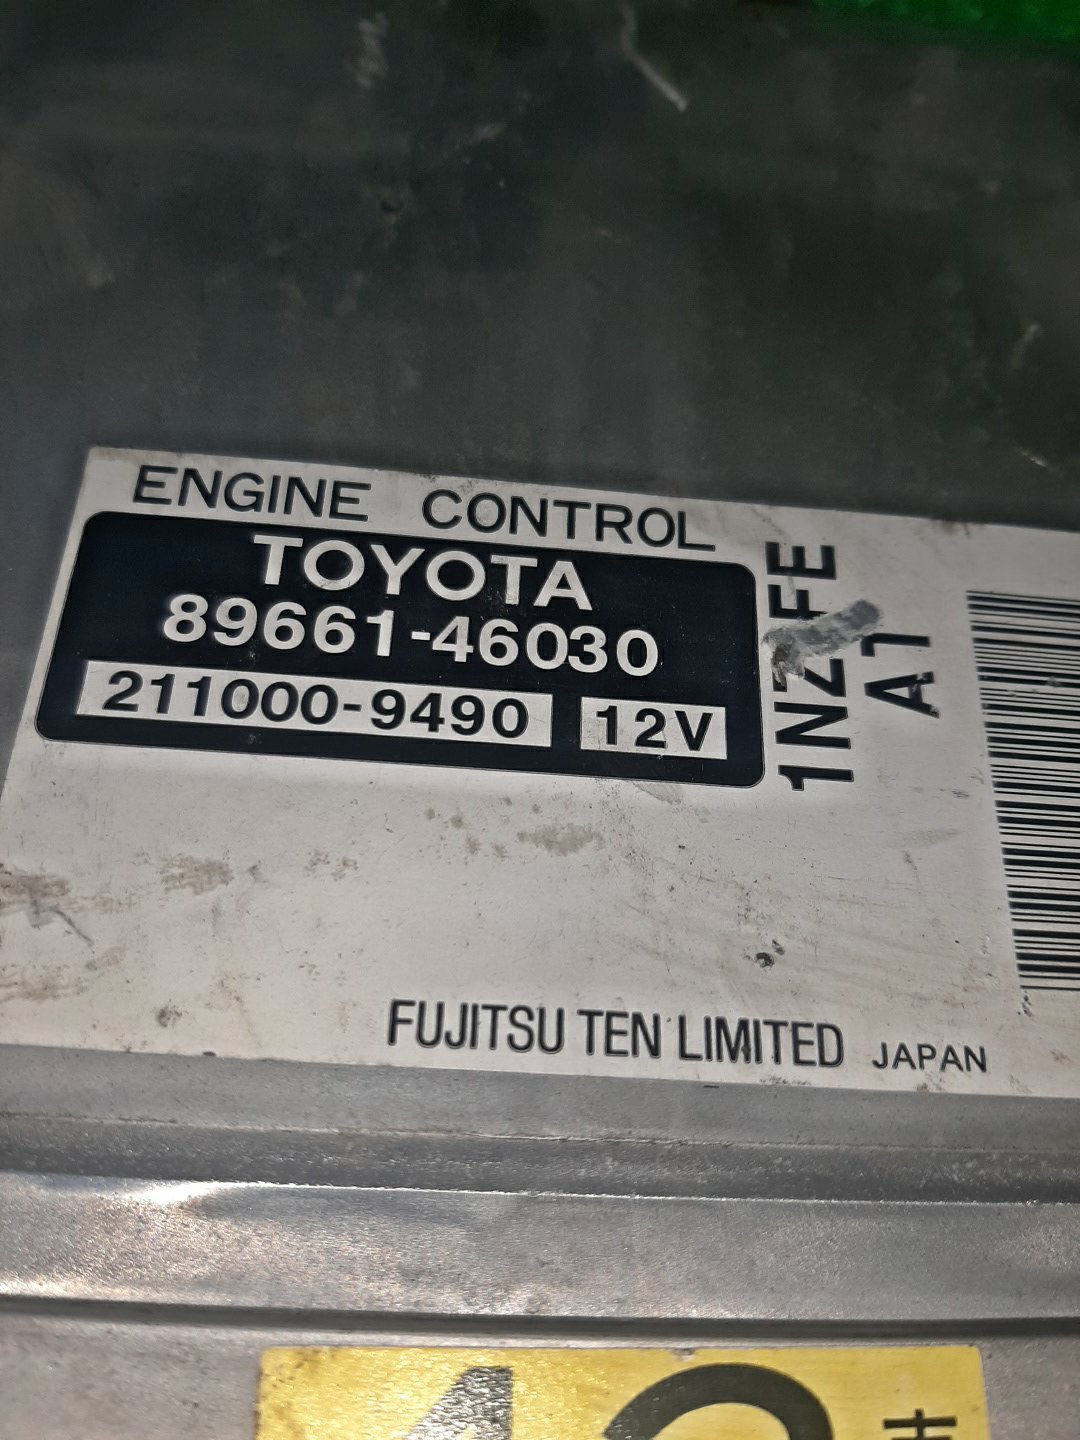 ENGINE CONTROL
TOYOTA
89661-46030
211000-9490 12V
1NZ FE
A1
FUJITSU TEN LIMITED JAPAN